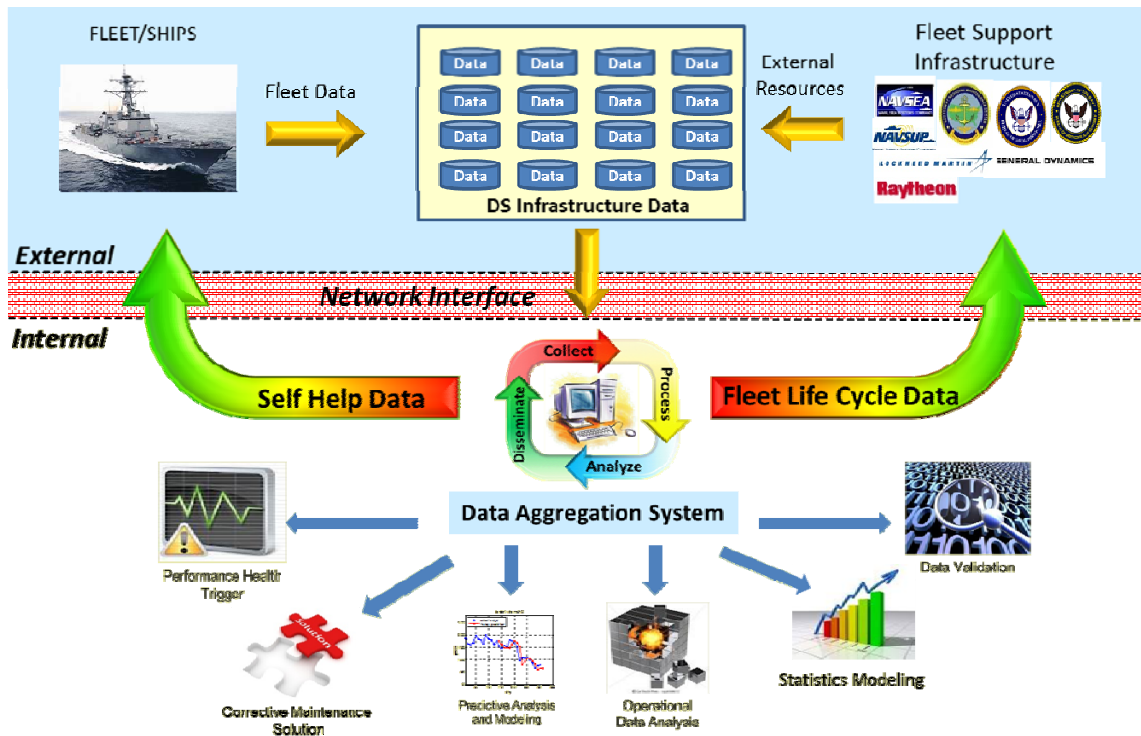 FLEET/SHIPS
Fleet Data
Data Data Data Data
Data Data Data Data
Data Data Data Data
Data Data Data Data
DS Infrastructure Data
External
Resources
Fleet Support
Infrastructure
NAVSEA
NAVSUP
LOCKHEED MARTIN
GENERAL DYNAMICS
Raytheon
External
Network Interface
Internal
Self Help Data
Collect
Process
Analyze
Disseminate
Fleet Life Cycle Data
Data Aggregation System
Performance Health
Trigger
Solution
Corrective Maintenance
Solution
Predictive Analysis
and Modeling
Operational
Data Analysis
Statistics Modeling
Data Validation